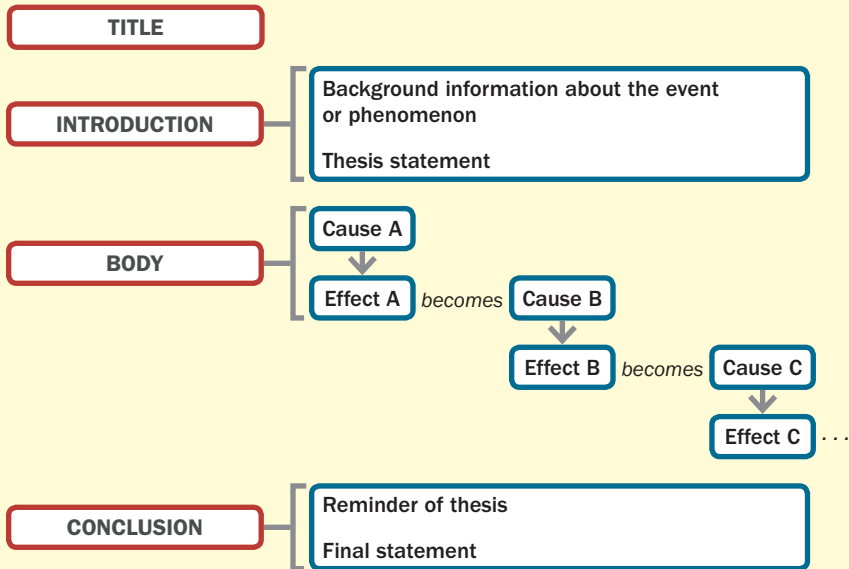 TITLE
INTRODUCTION
Background information about the event
or phenomenon
Thesis statement
BODY
Cause A
Effect A becomes Cause B
Effect B becomes Cause C
Effect C . . .
CONCLUSION
Reminder of thesis
Final statement